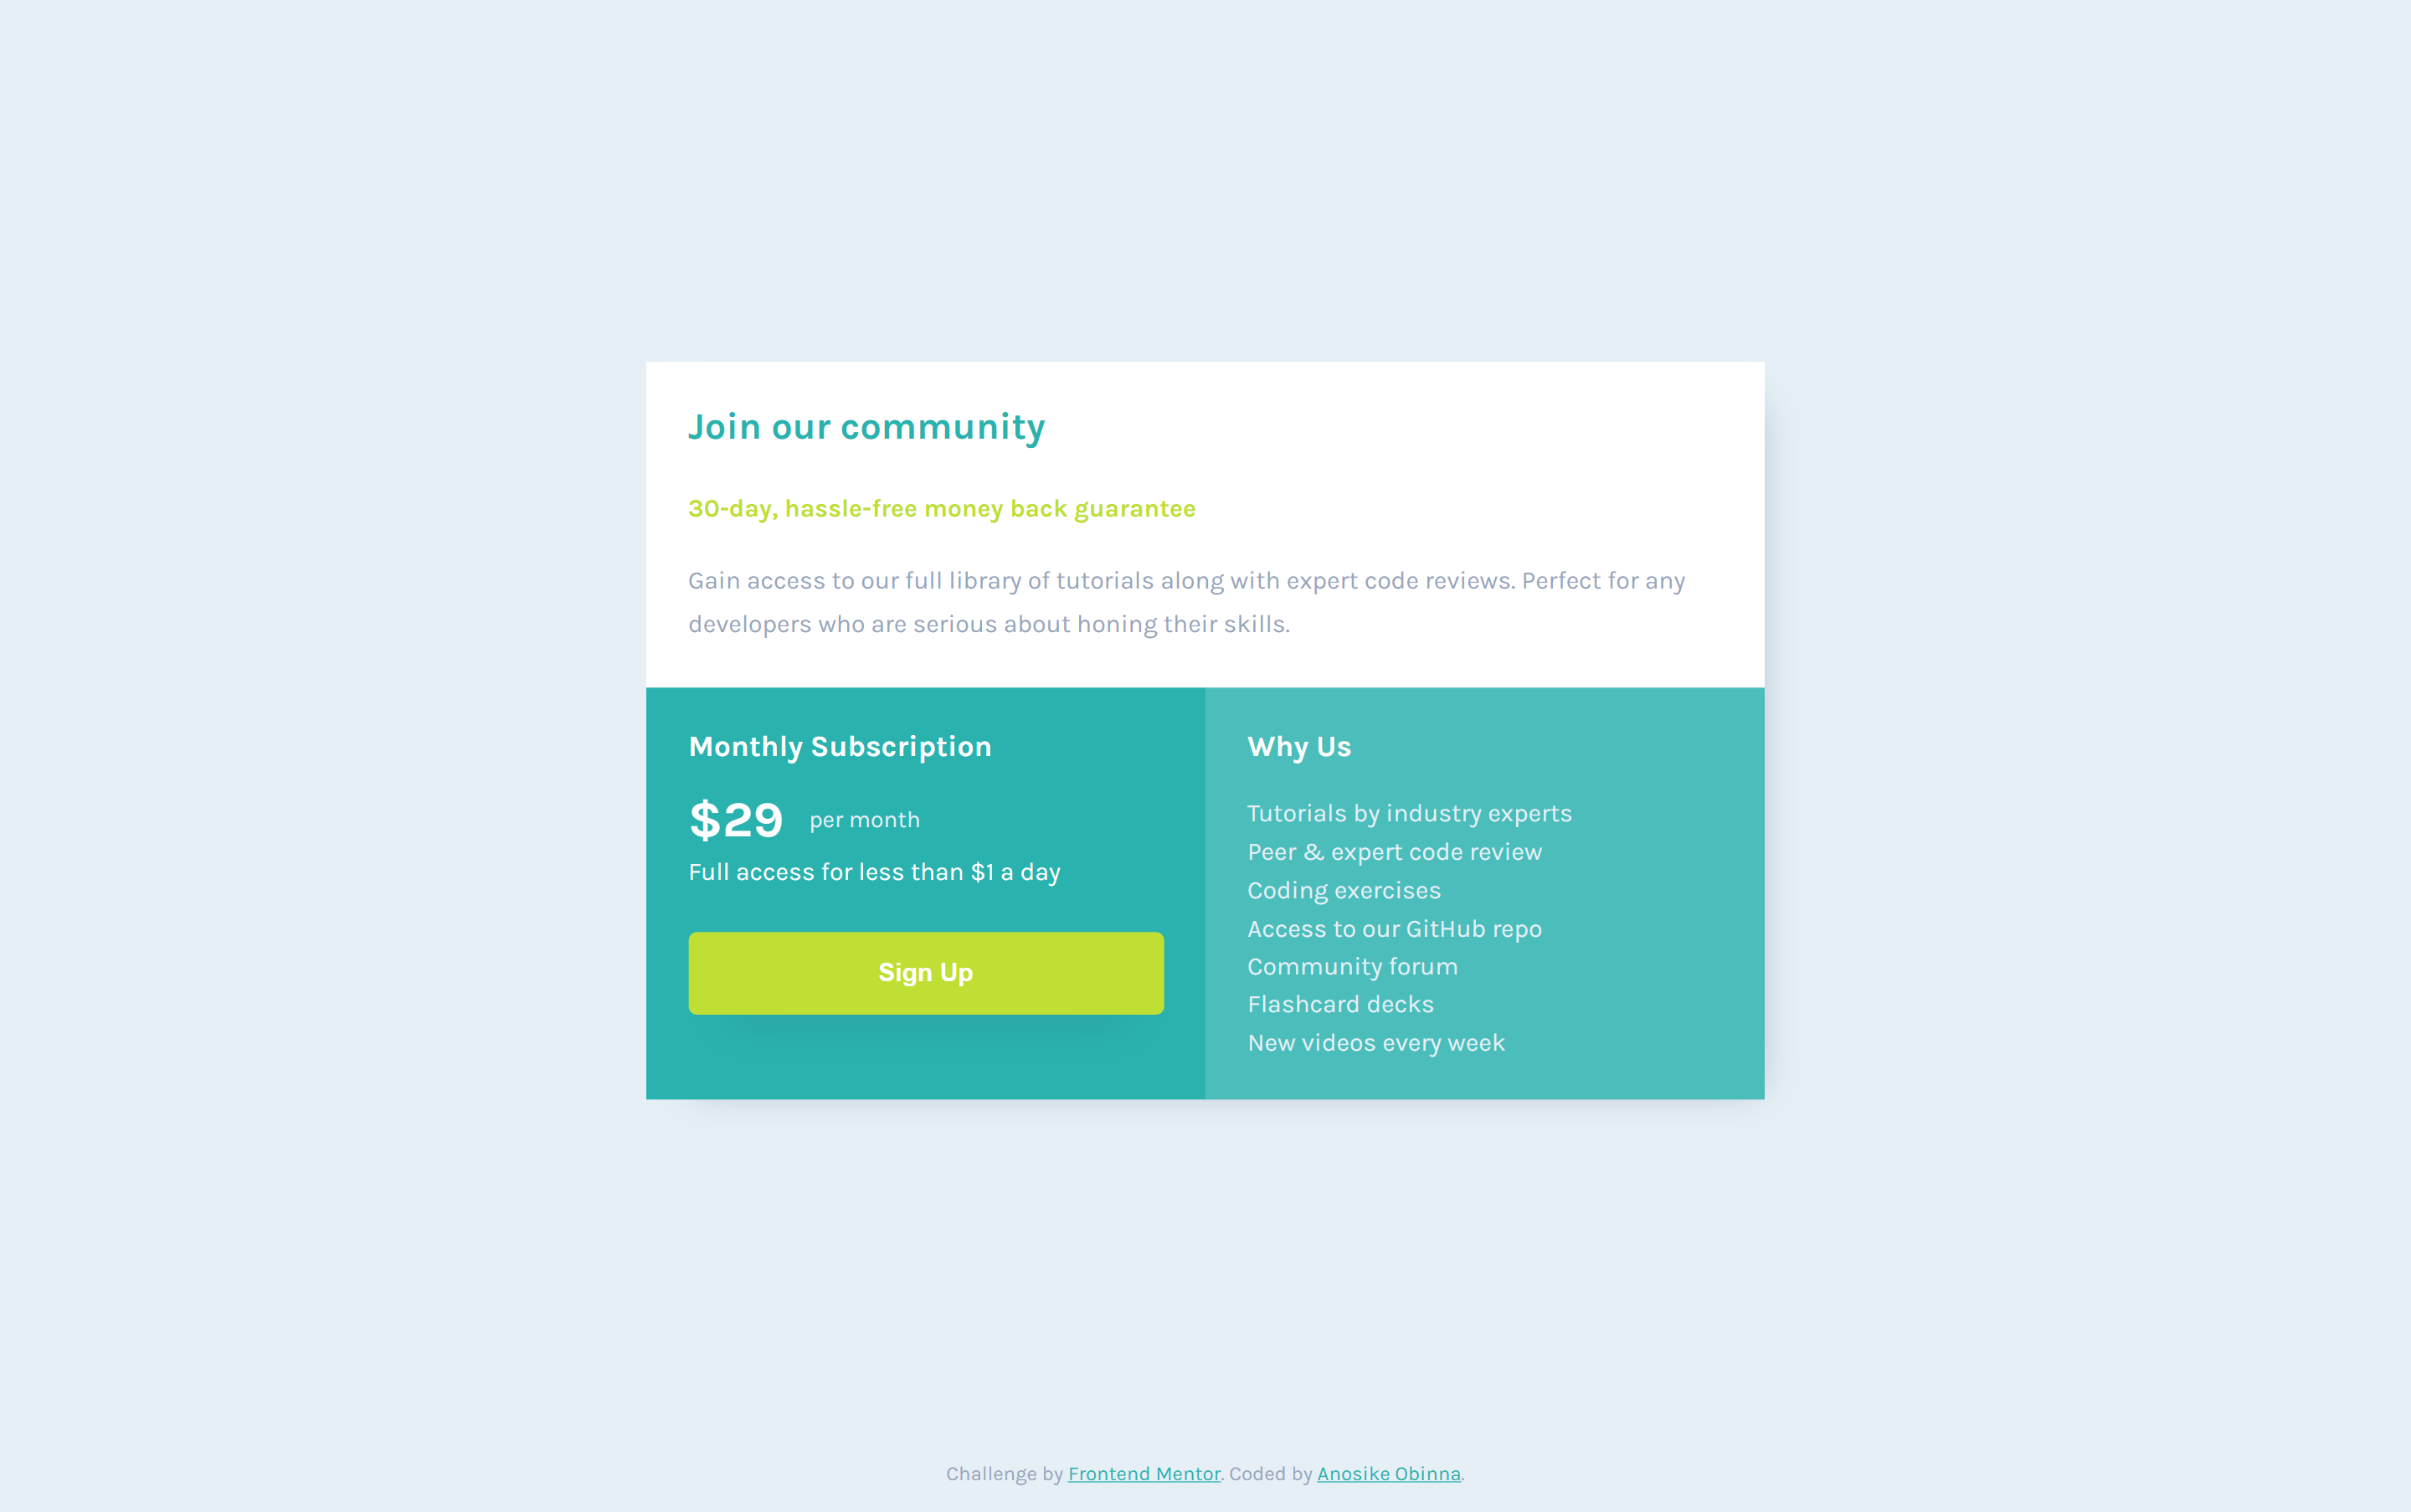 Join our community
30-day, hassle-free money back guarantee
Gain access to our full library of tutorials along with expert code reviews. Perfect for any
developers who are serious about honing their skills.
Monthly Subscription
$29 per month
Full access for less than $1 a day
Sign Up
Why Us
Tutorials by industry experts
Peer & expert code review
Coding exercises
Access to our GitHub repo
Community forum
Flashcard decks
New videos every week
Challenge by Frontend Mentor. Coded by Anosike Obinna.